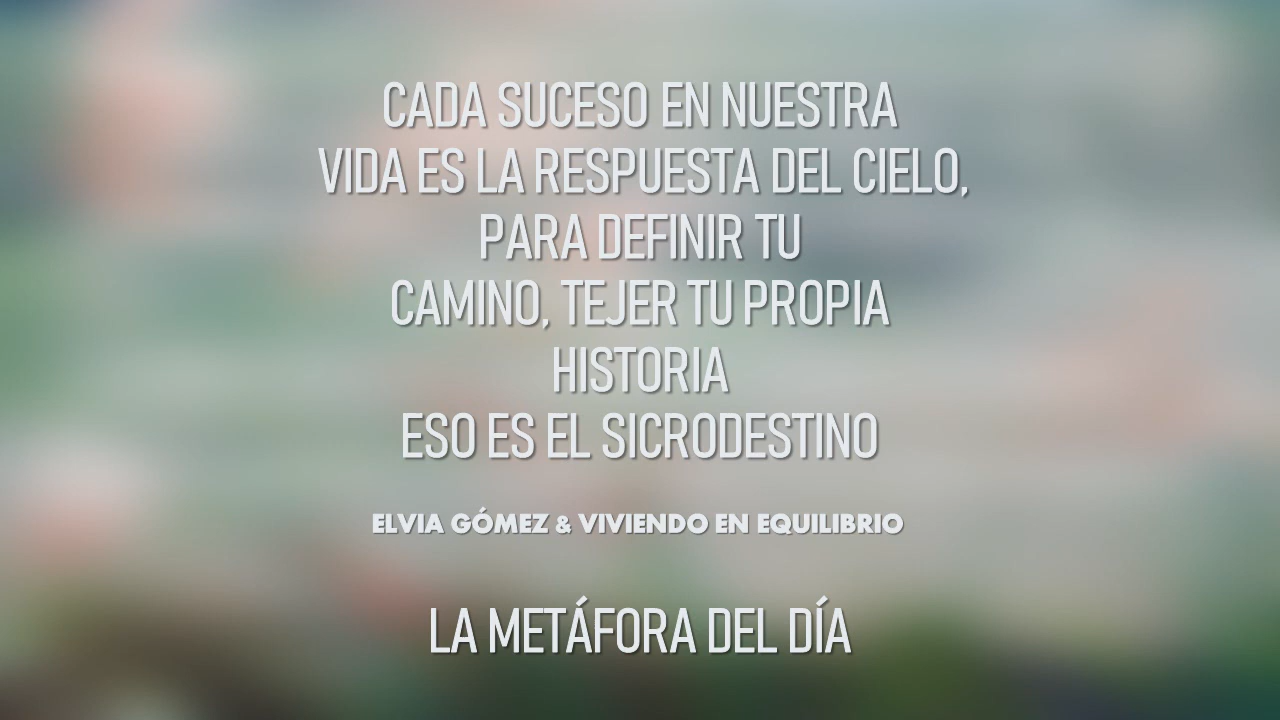 CADA SUCESO EN NUESTRA
VIDA ES LA RESPUESTA DEL CIELO,
PARA DEFINIR TU
CAMINO, TEJER TU PROPIA
HISTORIA
ESO ES EL SICRODESTINO
ELVIA GÓMEZ & VIVIENDO EN EQUILIBRIO
LA METÁFORA DEL DÍA